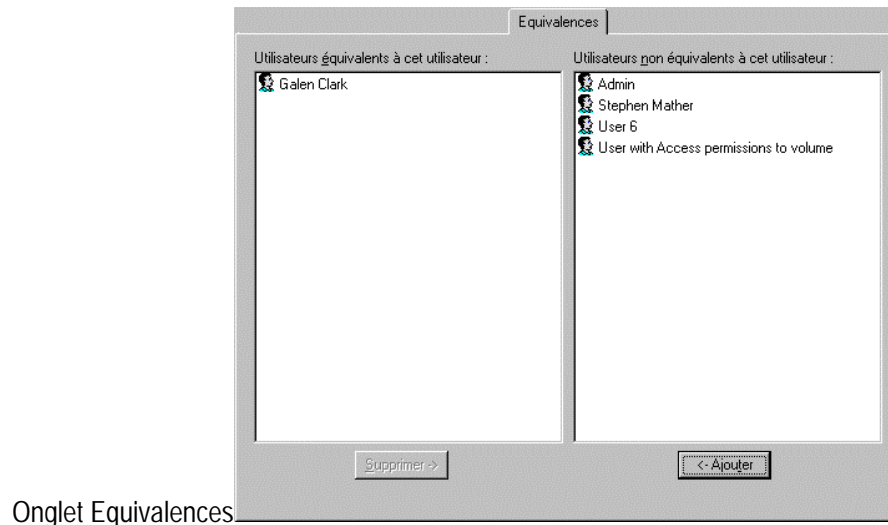 Equivalences
Utilisateurs équivalents à cet utilisateur :
Galen Clark
Utilisateurs non équivalents à cet utilisateur :
Admin
Stephen Mather
User 6
User with Access permissions to volume
Supprimer ->
<- Ajouter
Onglet Equivalences